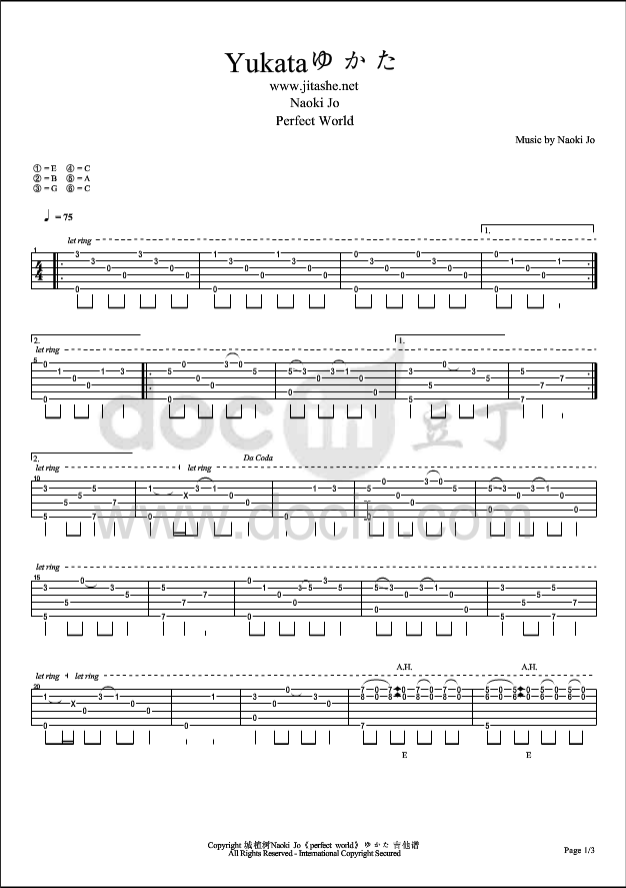 Yukataゆかた
www.jitashe.net
Naoki Jo
Perfect World
Music by Naoki Jo
① = E ④ = C
② = B ⑤ = A
③ = G ⑥ = C
♩ = 75
let ring
1.
2.
let ring
1.
2.
let ring let ring Da Coda
let ring
let ring let ring
A.H. A.H.
E E
docin 豆丁
www.docin.com
Copyright 城植树Naoki Jo《perfect world》ゆかた 吉他谱
All Rights Reserved - International Copyright Secured
Page 1/3